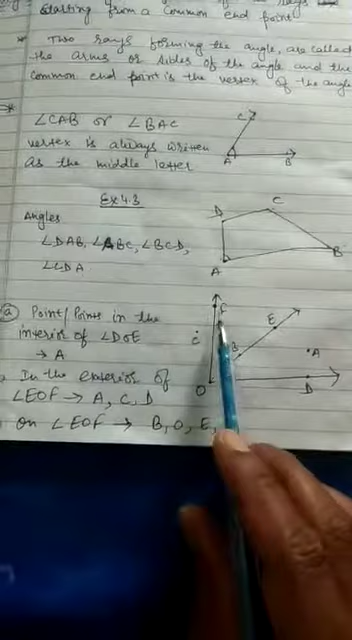 starting from a common end point
* Two rays forming the angle, are called
the arms or sides of the angle and the
common end point is the vertex of the angle
∠CAB or ∠BAC
vertex is always written
as the middle letter
C
A
B
Ex 4.3
Angles
∠DAB, ∠ABC, ∠BCD,
∠CDA
D
C
A
B
(a) Point/Points in the
interior of ∠DOE
→ A
In the exterior of
∠EOF → A, C, D
on ∠EOF → B, O, E,
F
E
C
B
A
O
D